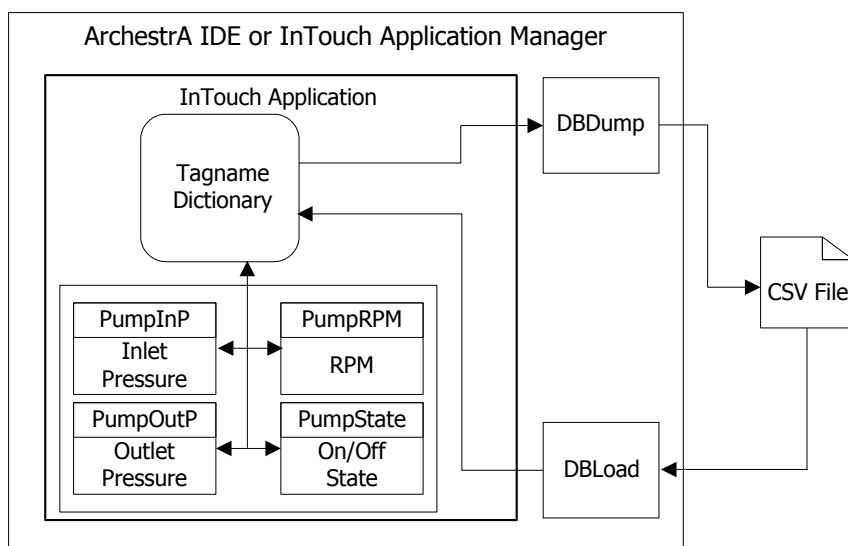 ArchestrA IDE or InTouch Application Manager
InTouch Application
DBDump
Tagname
Dictionary
CSV File
PumpInP
Inlet
Pressure
PumpRPM
RPM
PumpOutP
Outlet
Pressure
PumpState
On/Off
State
DBLoad